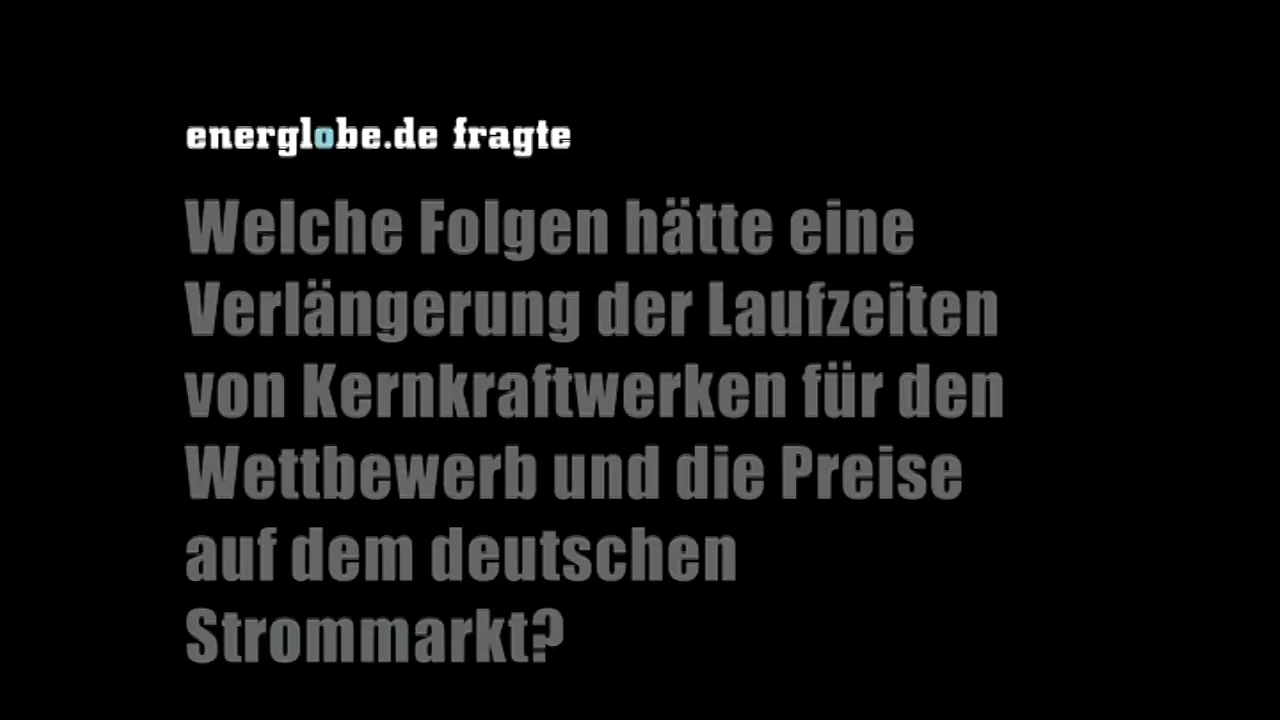 energlobe.de fragte
Welche Folgen hätte eine
Verlängerung der Laufzeiten
von Kernkraftwerken für den
Wettbewerb und die Preise
auf dem deutschen
Strommarkt?